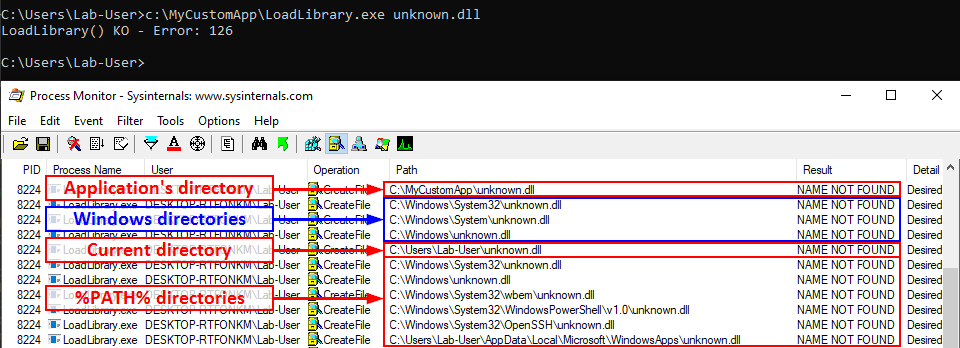 C:\Users\Lab-User>c:\MyCustomApp\LoadLibrary.exe unknown.dll
LoadLibrary() KO - Error: 126
C:\Users\Lab-User>
Process Monitor - Sysinternals: www.sysinternals.com
File Edit Event Filter Tools Options Help
PID Process Name User Operation Path Result Detail
8224 Application's directory CreateFile C:\MyCustomApp\unknown.dll NAME NOT FOUND Desired
8224 LoadLibrary.exe DESKTOP-RTFONKM\Lab-User CreateFile C:\Windows\System32\unknown.dll NAME NOT FOUND Desired
8224 Windows directories CreateFile C:\Windows\System\unknown.dll NAME NOT FOUND Desired
8224 LoadLibrary.exe DESKTOP-RTFONKM\Lab-User CreateFile C:\Windows\unknown.dll NAME NOT FOUND Desired
8224 Current directory CreateFile C:\Users\Lab-User\unknown.dll NAME NOT FOUND Desired
8224 LoadLibrary.exe DESKTOP-RTFONKM\Lab-User CreateFile C:\Windows\System32\unknown.dll NAME NOT FOUND Desired
8224 LoadLibrary.exe DESKTOP-RTFONKM\Lab-User CreateFile C:\Windows\unknown.dll NAME NOT FOUND Desired
8224 %PATH% directories CreateFile C:\Windows\System32\wbem\unknown.dll NAME NOT FOUND Desired
8224 LoadLibrary.exe DESKTOP-RTFONKM\Lab-User CreateFile C:\Windows\System32\WindowsPowerShell\v1.0\unknown.dll NAME NOT FOUND Desired
8224 LoadLibrary.exe DESKTOP-RTFONKM\Lab-User CreateFile C:\Windows\System32\OpenSSH\unknown.dll NAME NOT FOUND Desired
8224 LoadLibrary.exe DESKTOP-RTFONKM\Lab-User CreateFile C:\Users\Lab-User\AppData\Local\Microsoft\WindowsApps\unknown.dll NAME NOT FOUND Desired